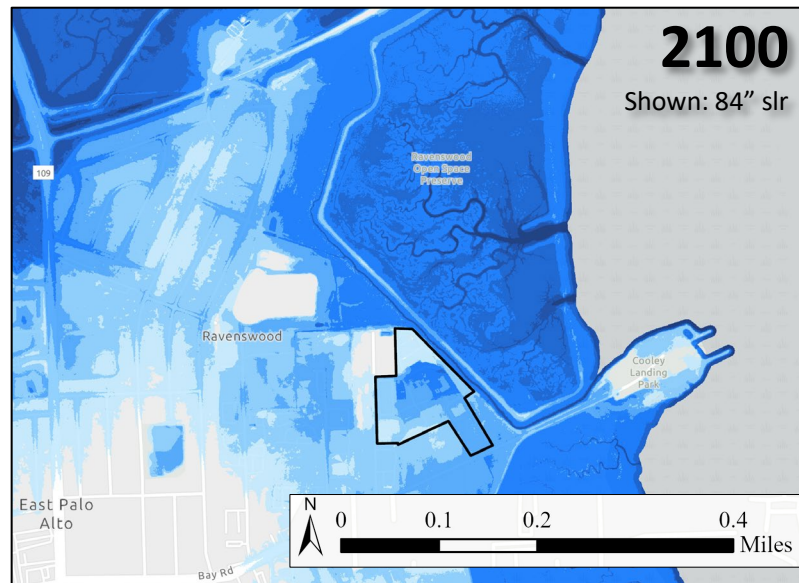 2100
Shown: 84” slr
Ravenswood
Open Space
Preserve
109
Ravenswood
Cooley
Landing
Park
East Palo
Alto
Bay Rd
N
0 0.1 0.2 0.4
Miles